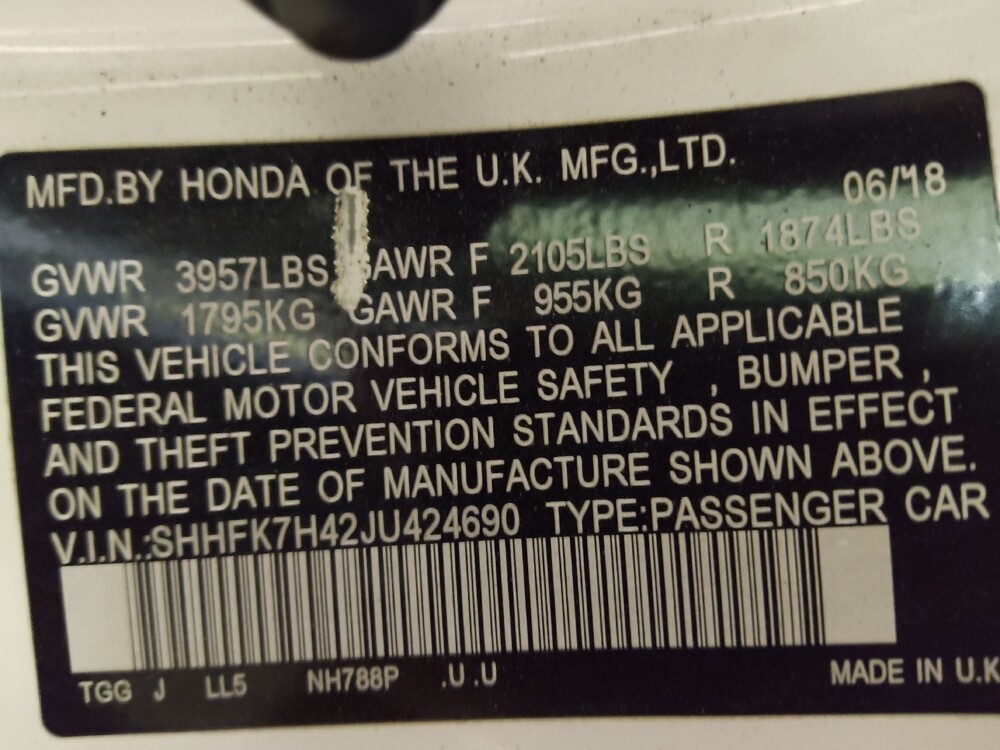 MFD.BY HONDA OF THE U.K. MFG.,LTD.
06/'18
GVWR 3957LBS GAWR F 2105LBS R 1874LBS
GVWR 1795KG GAWR F 955KG R 850KG
THIS VEHICLE CONFORMS TO ALL APPLICABLE
FEDERAL MOTOR VEHICLE SAFETY , BUMPER ,
AND THEFT PREVENTION STANDARDS IN EFFECT
ON THE DATE OF MANUFACTURE SHOWN ABOVE.
V.I.N.:SHHFK7H42JU424690 TYPE:PASSENGER CAR
TGG J LL5 NH788P .U .U MADE IN U.K